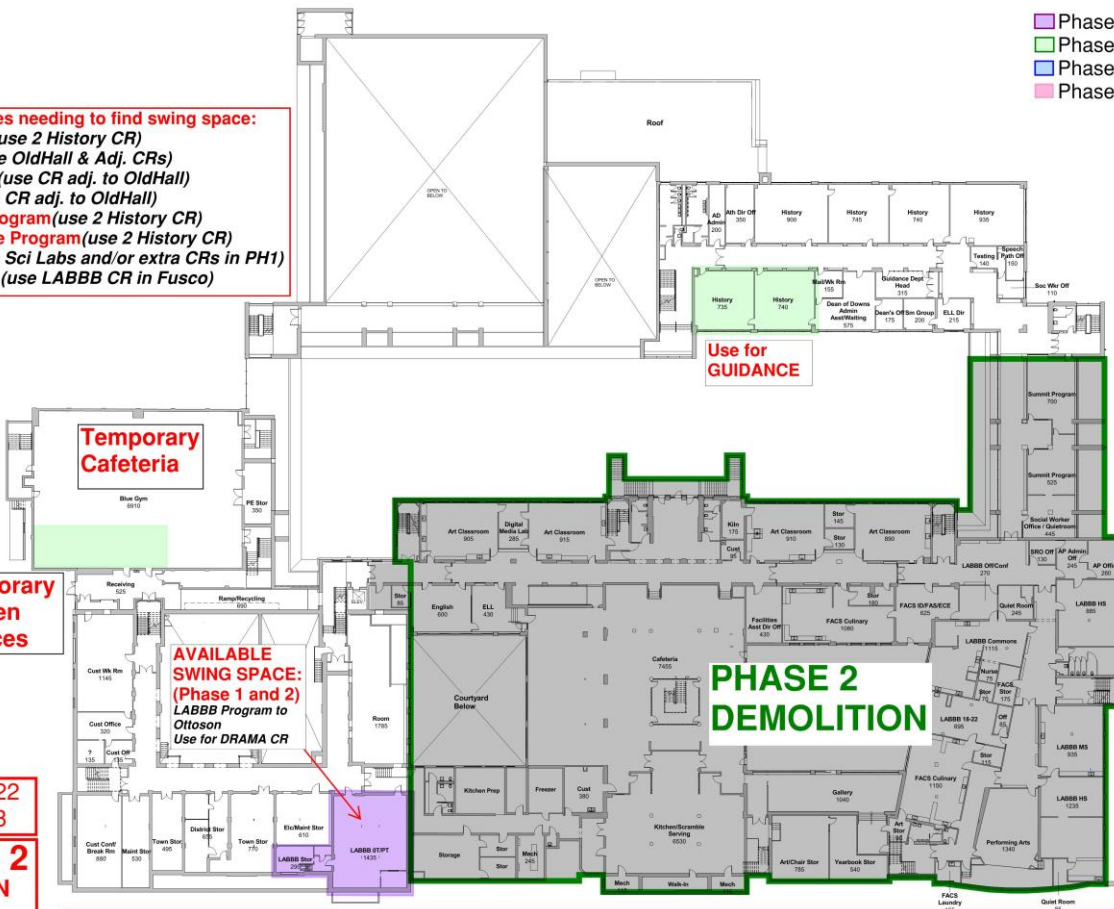 Phase
Phase
Phase
Phase
es needing to find swing space:
use 2 History CR)
e OldHall & Adj. CRs)
(use CR adj. to OldHall)
CR adj. to OldHall)
ogram(use 2 History CR)
e Program(use 2 History CR)
Sci Labs and/or extra CRs in PH1)
(use LABBB CR in Fusco)
Roof
OPEN TO
BELOW
OPEN TO
BELOW
AD
Admin
200
Ath Dir Off
350
History
900
History
745
History
740
History
935
Testing
140
Speech
Path Off
150
Soc Wkr Off
110
History
735
History
740
Mail/Wk Rm
155
Guidance Dept
Head
315
Dean of Downs
Admin
Asst/Waiting
575
Dean's Off
175
Sm Group
200
ELL Dir
215
Use for
GUIDANCE
Temporary
Cafeteria
Blue Gym
6910
PE Stor
350
Summit Program
700
Summit Program
525
Social Worker
Office / Quietroom
445
Art Classroom
905
Digital
Media Lab
285
Art Classroom
915
Kiln
175
Cust
95
Art Classroom
910
Stor
145
Stor
130
Art Classroom
890
SRO Off
130
AP Admin
Off
245
AP Office
280
LABBB Off/Conf
270
Receiving
525
Ramp/Recycling
690
ELEV.
Stor
85
English
600
ELL
430
Facilities
Asst Dir Off
430
FACS Culinary
1080
Stor
180
FACS ID/FAS/ECE
825
Quiet Room
245
LABBB HS
885
porary
en
ces
Cust Wk Rm
1145
AVAILABLE
SWING SPACE:
(Phase 1 and 2)
LABBB Program to
Ottoson
Use for DRAMA CR
Room
1785
Courtyard
Below
Cafeteria
7455
PHASE 2
DEMOLITION
LABBB Commons
1115
Nurse
75
FACS
Stor
175
Stor
70
LABBB 18-22
695
Off
85
Stor
115
LABBB MS
935
Cust Office
320
?
135
Cust Off
135
Kitchen Prep
Freezer
Cust
380
FACS Culinary
1150
LABBB HS
1235
Gallery
1040
22
3
2
N
Cust Conf/
Break Rm
880
Maint Stor
530
Town Stor
495
District Stor
655
Town Stor
770
Elc/Maint Stor
610
LABBB Stor
LABBB OT/PT
1435
Storage
Stor
Stor
Mech
245
Kitchen/Scramble
Serving
6530
Mech
Walk-In
Mech
Art/Chair Stor
785
Yearbook Stor
540
Art
Stor
Performing Arts
1340
FACS
Laundry
Quiet Room